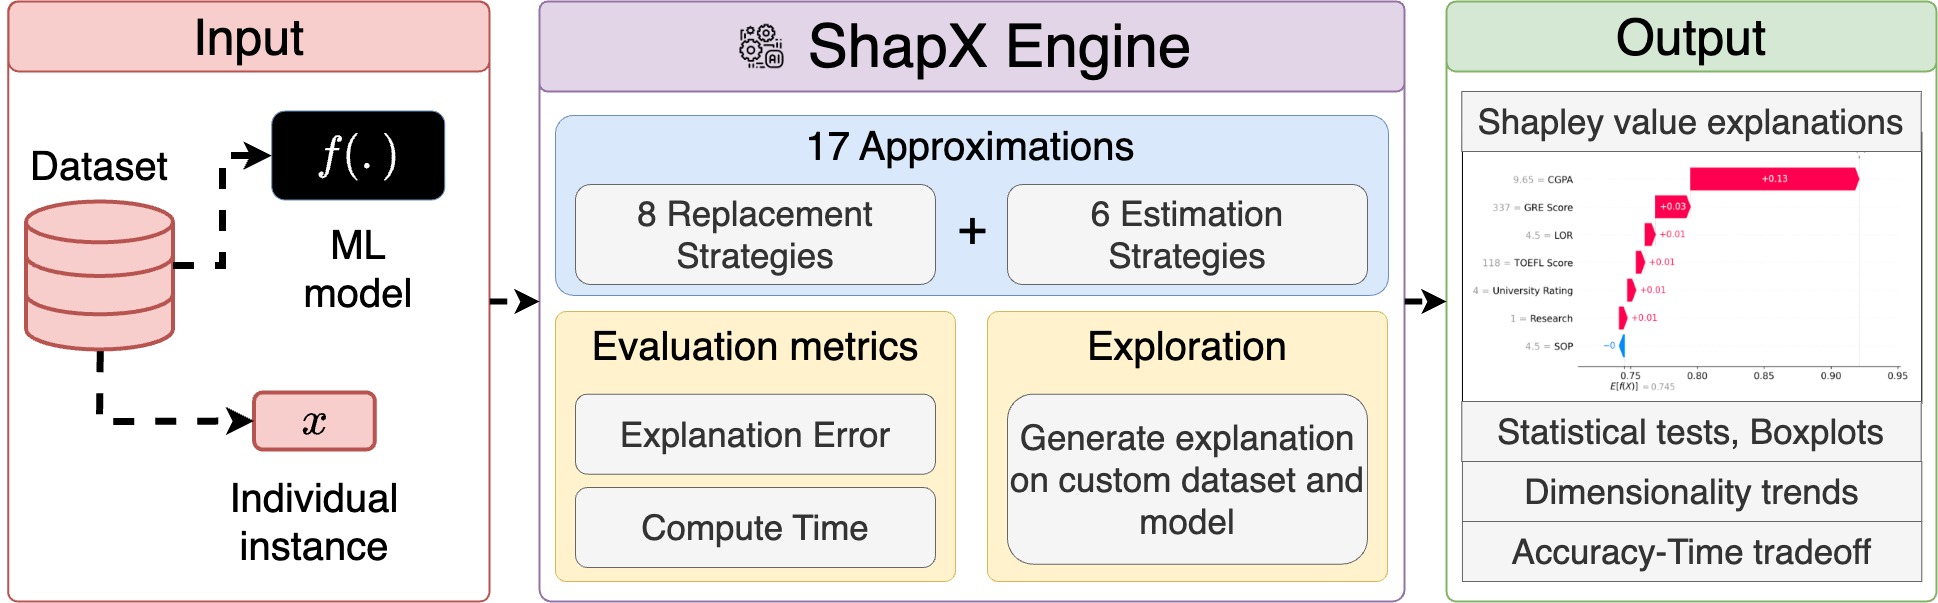 Input
Dataset
f(.)
ML
model
x
Individual
instance
ShapX Engine
AI
17 Approximations
8 Replacement
Strategies
+
6 Estimation
Strategies
Evaluation metrics
Explanation Error
Compute Time
Exploration
Generate explanation
on custom dataset and
model
Output
Shapley value explanations
9.65 = CGPA
+0.13
337 = GRE Score
+0.03
4.5 = LOR
+0.01
118 = TOEFL Score
+0.01
4 = University Rating
+0.01
1 = Research
+0.01
4.5 = SOP
−0
0.75 0.80 0.85 0.90 0.95
E[f(X)] = 0.745
Statistical tests, Boxplots
Dimensionality trends
Accuracy-Time tradeoff